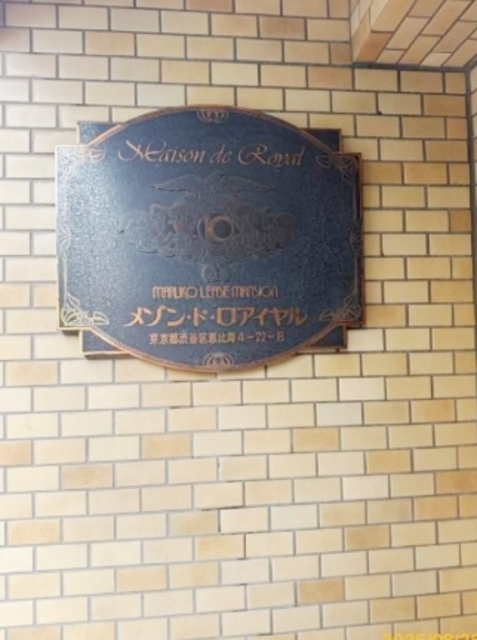 Maison de Royal
MARUKO LEASE MANSION
メゾン・ド・ロアイヤル
東京都渋谷区恵比寿4-22-8